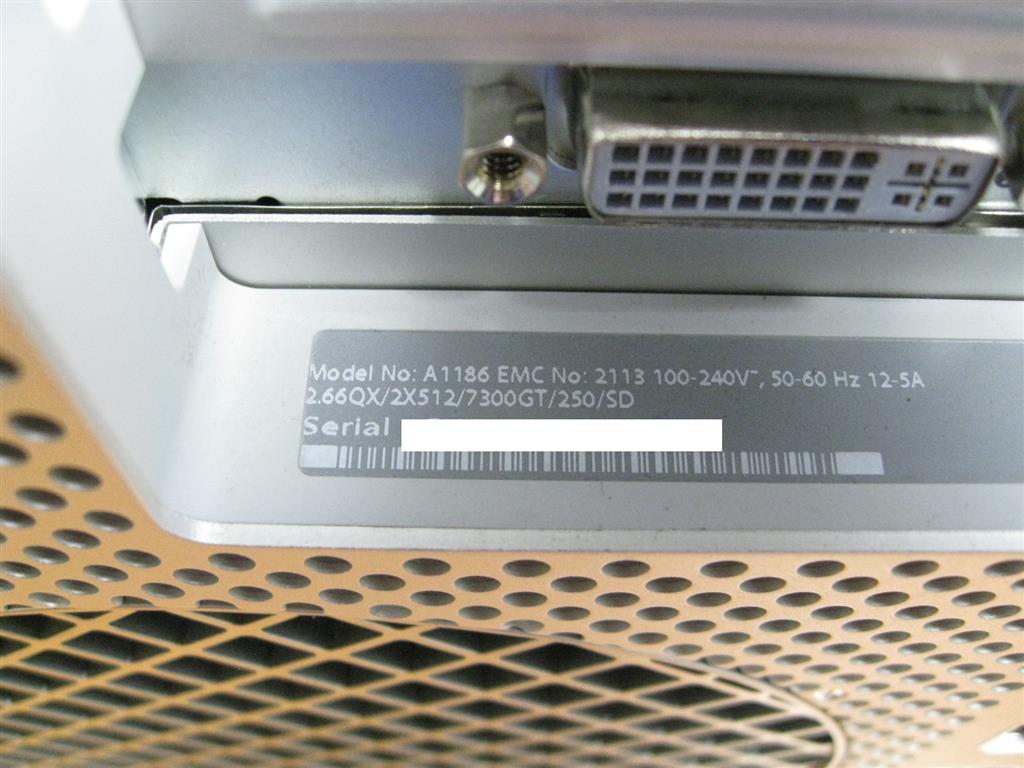 Model No: A1186 EMC No: 2113 100-240V~, 50-60 Hz 12-5A
2.66QX/2X512/7300GT/250/SD
Serial